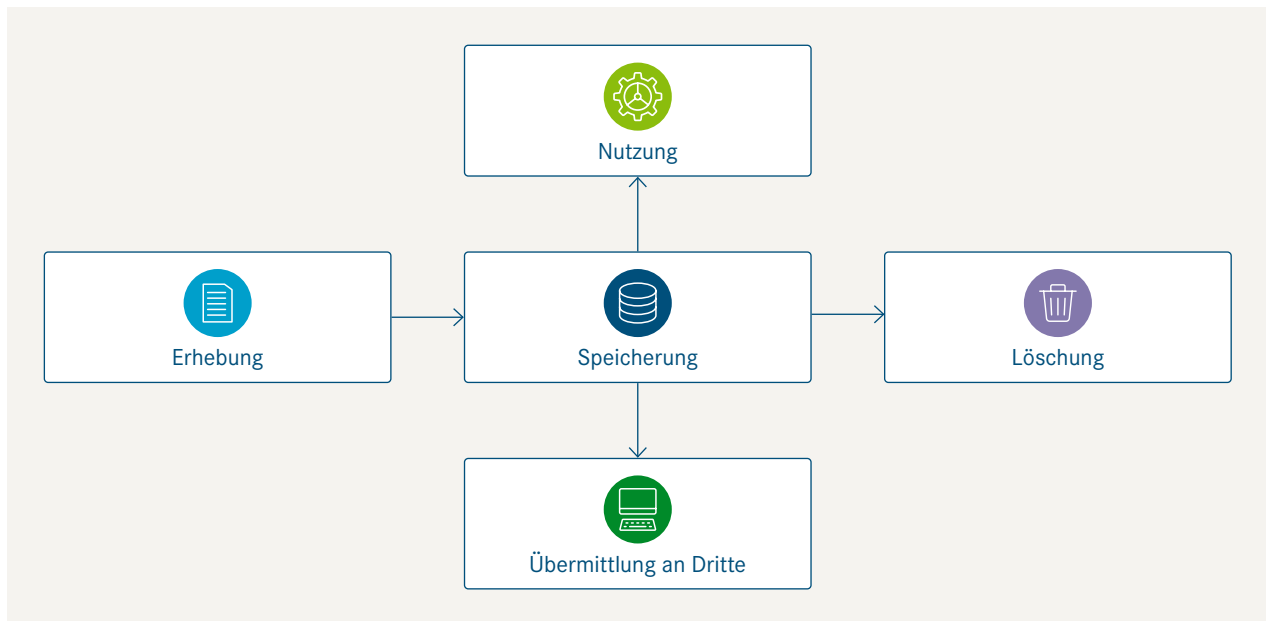 Nutzung
Erhebung
Speicherung
Löschung
Übermittlung an Dritte